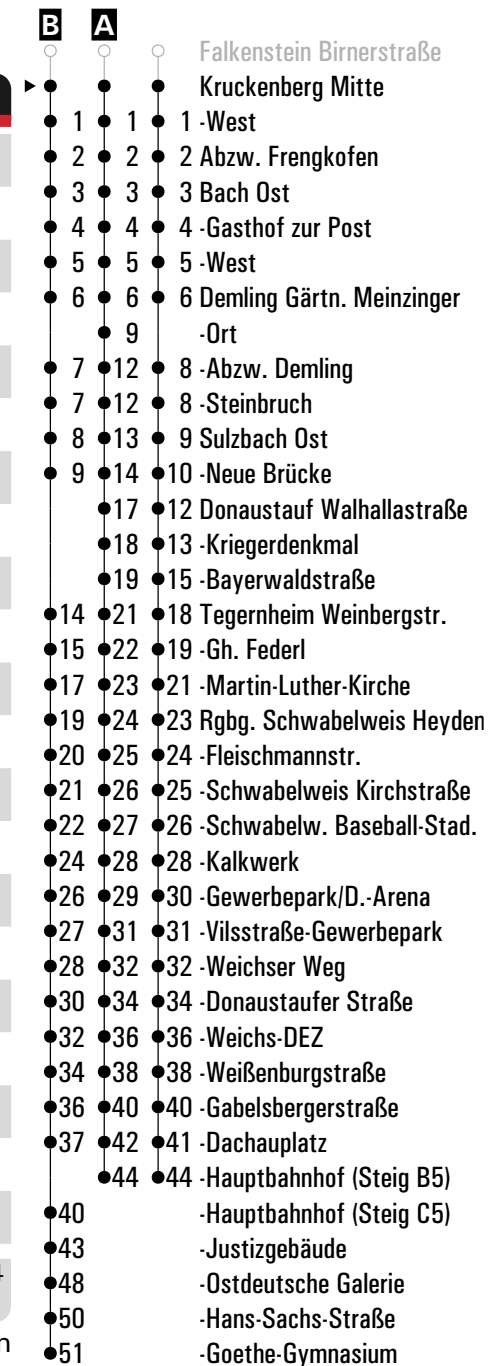 B A
Falkenstein Birnerstraße
Kruckenberg Mitte
1 1 1 -West
2 2 2 Abzw. Frengkofen
3 3 3 Bach Ost
4 4 4 -Gasthof zur Post
5 5 5 -West
6 6 6 Demling Gärtn. Meinzinger
9 -Ort
7 12 8 -Abzw. Demling
7 12 8 -Steinbruch
8 13 9 Sulzbach Ost
9 14 10 -Neue Brücke
17 12 Donaustauf Walhallastraße
18 13 -Kriegerdenkmal
19 15 -Bayerwaldstraße
14 21 18 Tegernheim Weinbergstr.
15 22 19 -Gh. Federl
17 23 21 -Martin-Luther-Kirche
19 24 23 Rgbg. Schwabelweis Heyden
20 25 24 -Fleischmannstr.
21 26 25 -Schwabelweis Kirchstraße
22 27 26 -Schwabelw. Baseball-Stad.
24 28 28 -Kalkwerk
26 29 30 -Gewerbepark/D.-Arena
27 31 31 -Vilsstraße-Gewerbepark
28 32 32 -Weichser Weg
30 34 34 -Donaustaufer Straße
32 36 36 -Weichs-DEZ
34 38 38 -Weißenburgstraße
36 40 40 -Gabelsbergerstraße
37 42 41 -Dachauplatz
44 44 -Hauptbahnhof (Steig B5)
40 -Hauptbahnhof (Steig C5)
43 -Justizgebäude
48 -Ostdeutsche Galerie
50 -Hans-Sachs-Straße
51 -Goethe-Gymnasium